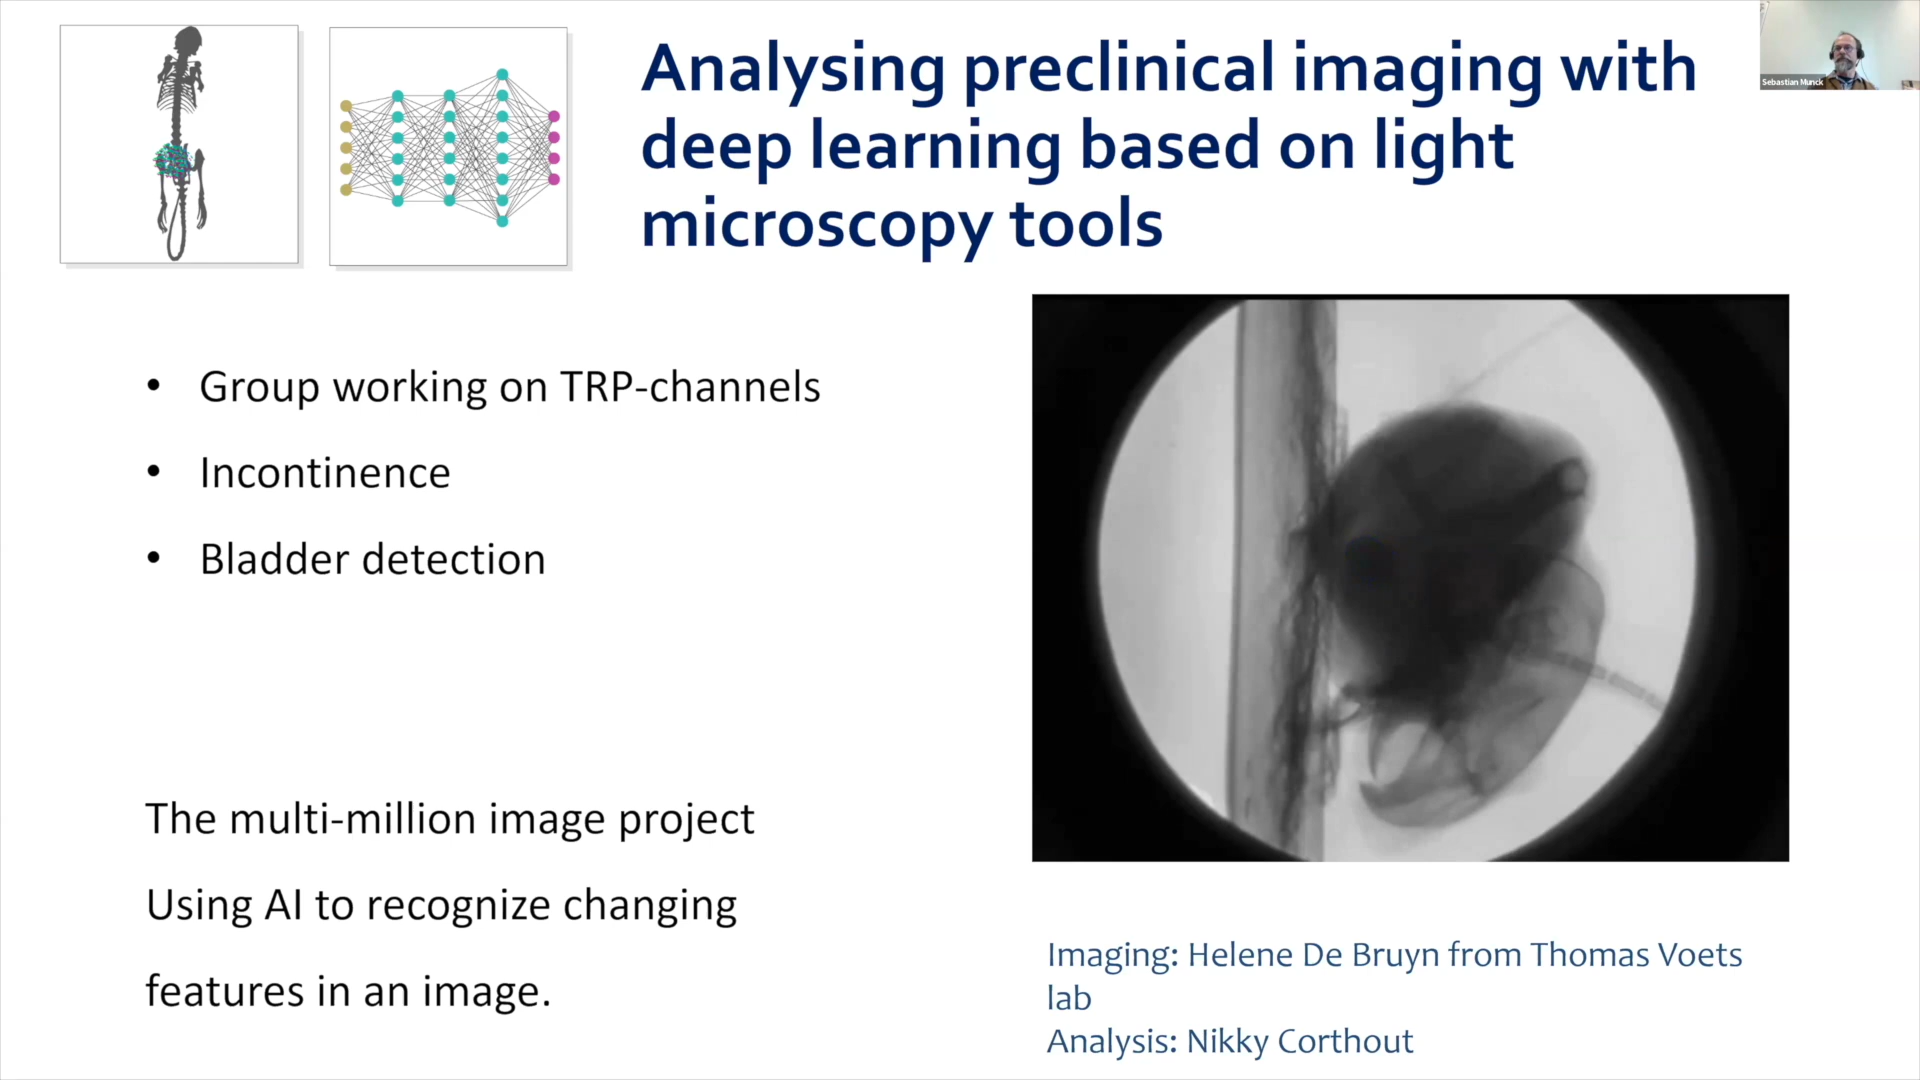 Analysing preclinical imaging with
deep learning based on light
microscopy tools
Sebastian Munck
• Group working on TRP-channels
• Incontinence
• Bladder detection
The multi-million image project
Using AI to recognize changing
features in an image.
Imaging: Helene De Bruyn from Thomas Voets
lab
Analysis: Nikky Corthout